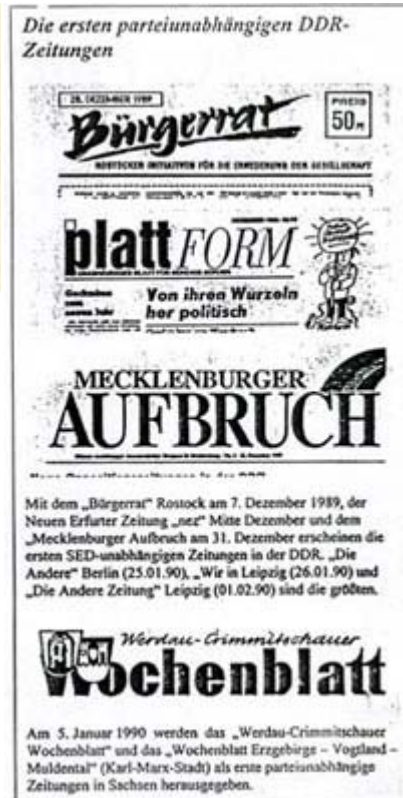 Die ersten parteiunabhängigen DDR-
Zeitungen
28. DEZEMBER 1989
PREIS
50
Bürgerrat
ROSTOCKER INITIATIVEN FÜR DIE ERNEUERUNG DER GESELLSCHAFT
plattFORM
Von ihren Wurzeln
her politisch
MECKLENBURGER
AUFBRUCH
Mit dem „Bürgerrat“ Rostock am 7. Dezember 1989, der
Neuen Erfurter Zeitung „nez“ Mitte Dezember und dem
„Mecklenburger Aufbruch am 31. Dezember erscheinen die
ersten SED-unabhängigen Zeitungen in der DDR. „Die
Andere“ Berlin (25.01.90), „Wir in Leipzig (26.01.90) und
„Die Andere Zeitung“ Leipzig (01.02.90) sind die größten.
Werdau-Crimmitschauer
Wochenblatt
Am 5. Januar 1990 werden das „Werdau-Crimmitschauer
Wochenblatt“ und das „Wochenblatt Erzgebirge – Vogtland –
Muldental“ (Karl-Marx-Stadt) als erste parteiunabhängige
Zeitungen in Sachsen herausgegeben.